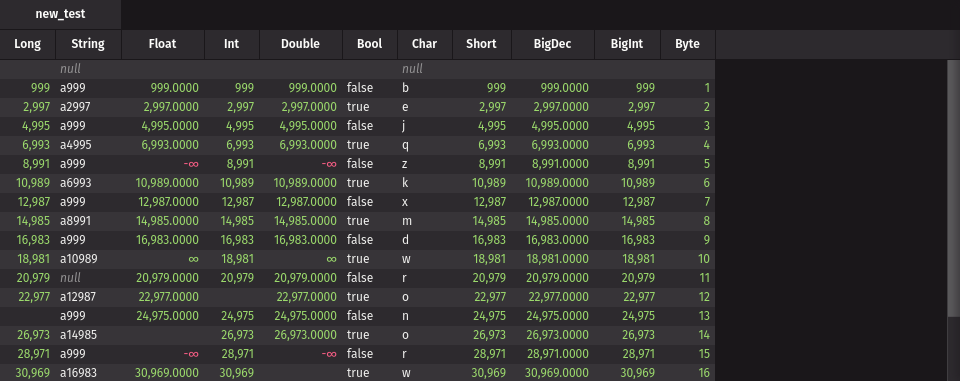 new_test
Long String Float Int Double Bool Char Short BigDec BigInt Byte
null null
999 a999 999.0000 999 999.0000 false b 999 999.0000 999 1
2,997 a2997 2,997.0000 2,997 2,997.0000 true e 2,997 2,997.0000 2,997 2
4,995 a999 4,995.0000 4,995 4,995.0000 false j 4,995 4,995.0000 4,995 3
6,993 a4995 6,993.0000 6,993 6,993.0000 true q 6,993 6,993.0000 6,993 4
8,991 a999 -∞ 8,991 -∞ false z 8,991 8,991.0000 8,991 5
10,989 a6993 10,989.0000 10,989 10,989.0000 true k 10,989 10,989.0000 10,989 6
12,987 a999 12,987.0000 12,987 12,987.0000 false x 12,987 12,987.0000 12,987 7
14,985 a8991 14,985.0000 14,985 14,985.0000 true m 14,985 14,985.0000 14,985 8
16,983 a999 16,983.0000 16,983 16,983.0000 false d 16,983 16,983.0000 16,983 9
18,981 a10989 ∞ 18,981 ∞ true w 18,981 18,981.0000 18,981 10
20,979 null 20,979.0000 20,979 20,979.0000 false r 20,979 20,979.0000 20,979 11
22,977 a12987 22,977.0000 22,977.0000 true o 22,977 22,977.0000 22,977 12
a999 24,975.0000 24,975 24,975.0000 false n 24,975 24,975.0000 24,975 13
26,973 a14985 26,973 26,973.0000 true o 26,973 26,973.0000 26,973 14
28,971 a999 -∞ 28,971 -∞ false r 28,971 28,971.0000 28,971 15
30,969 a16983 30,969.0000 30,969 true w 30,969 30,969.0000 30,969 16